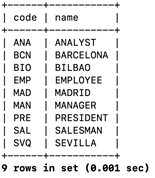 +------+-----------+
| code | name      |
+------+-----------+
| ANA  | ANALYST   |
| BCN  | BARCELONA |
| BIO  | BILBAO    |
| EMP  | EMPLOYEE  |
| MAD  | MADRID    |
| MAN  | MANAGER   |
| PRE  | PRESIDENT |
| SAL  | SALESMAN  |
| SVQ  | SEVILLA   |
+------+-----------+
9 rows in set (0.001 sec)